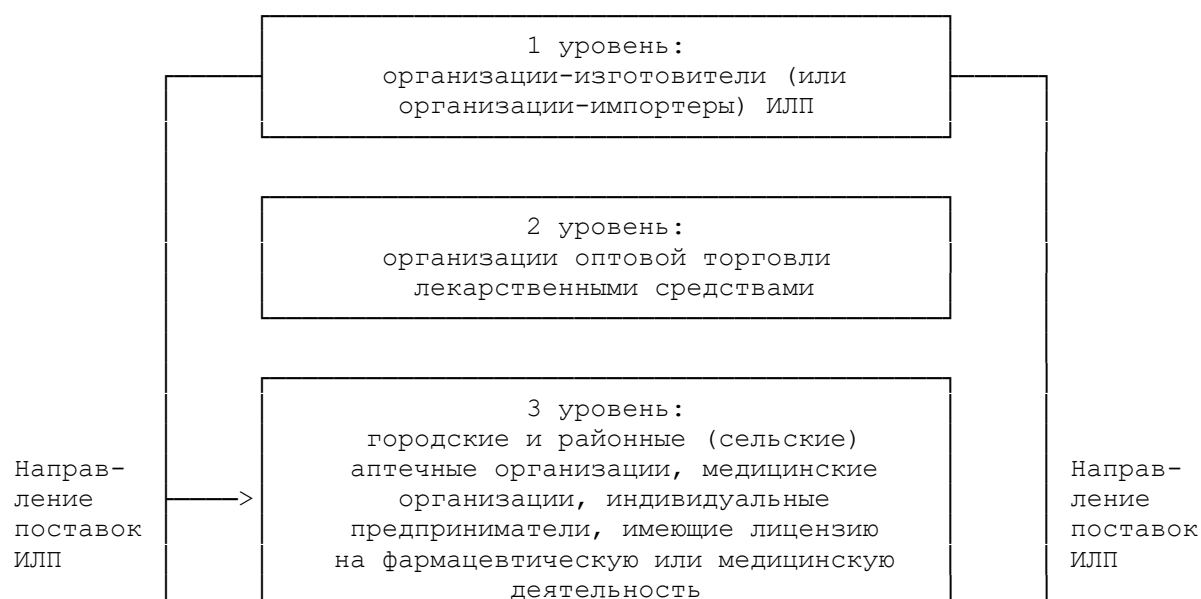 1 уровень:
организации-изготовители (или
организации-импортеры) ИЛП
2 уровень:
организации оптовой торговли
лекарственными средствами
3 уровень:
городские и районные (сельские)
аптечные организации, медицинские
организации, индивидуальные
предприниматели, имеющие лицензию
на фармацевтическую или медицинскую
деятельность
Направ-
ление
поставок
ИЛП
Направ-
ление
поставок
ИЛП